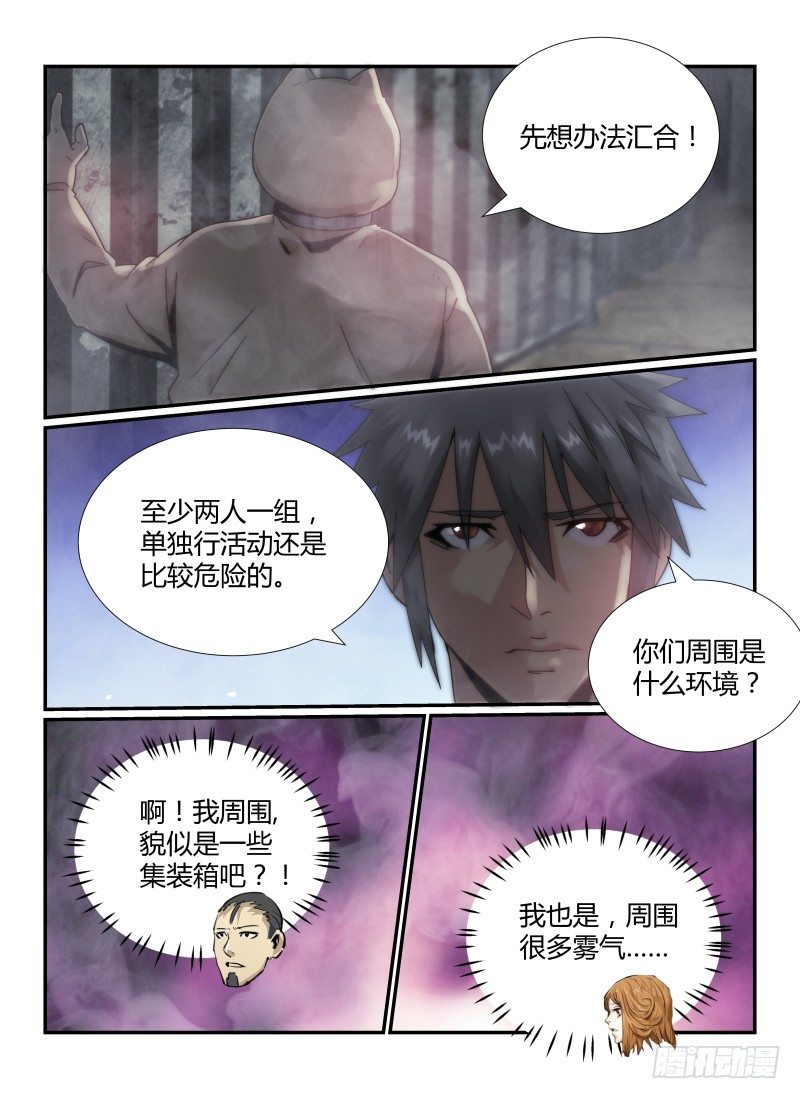 先想办法汇合！
至少两人一组，
单独行活动还是
比较危险的。
你们周围是
什么环境？
啊！我周围,
貌似是一些
集装箱吧？！
我也是，周围
很多雾气……
腾讯动漫